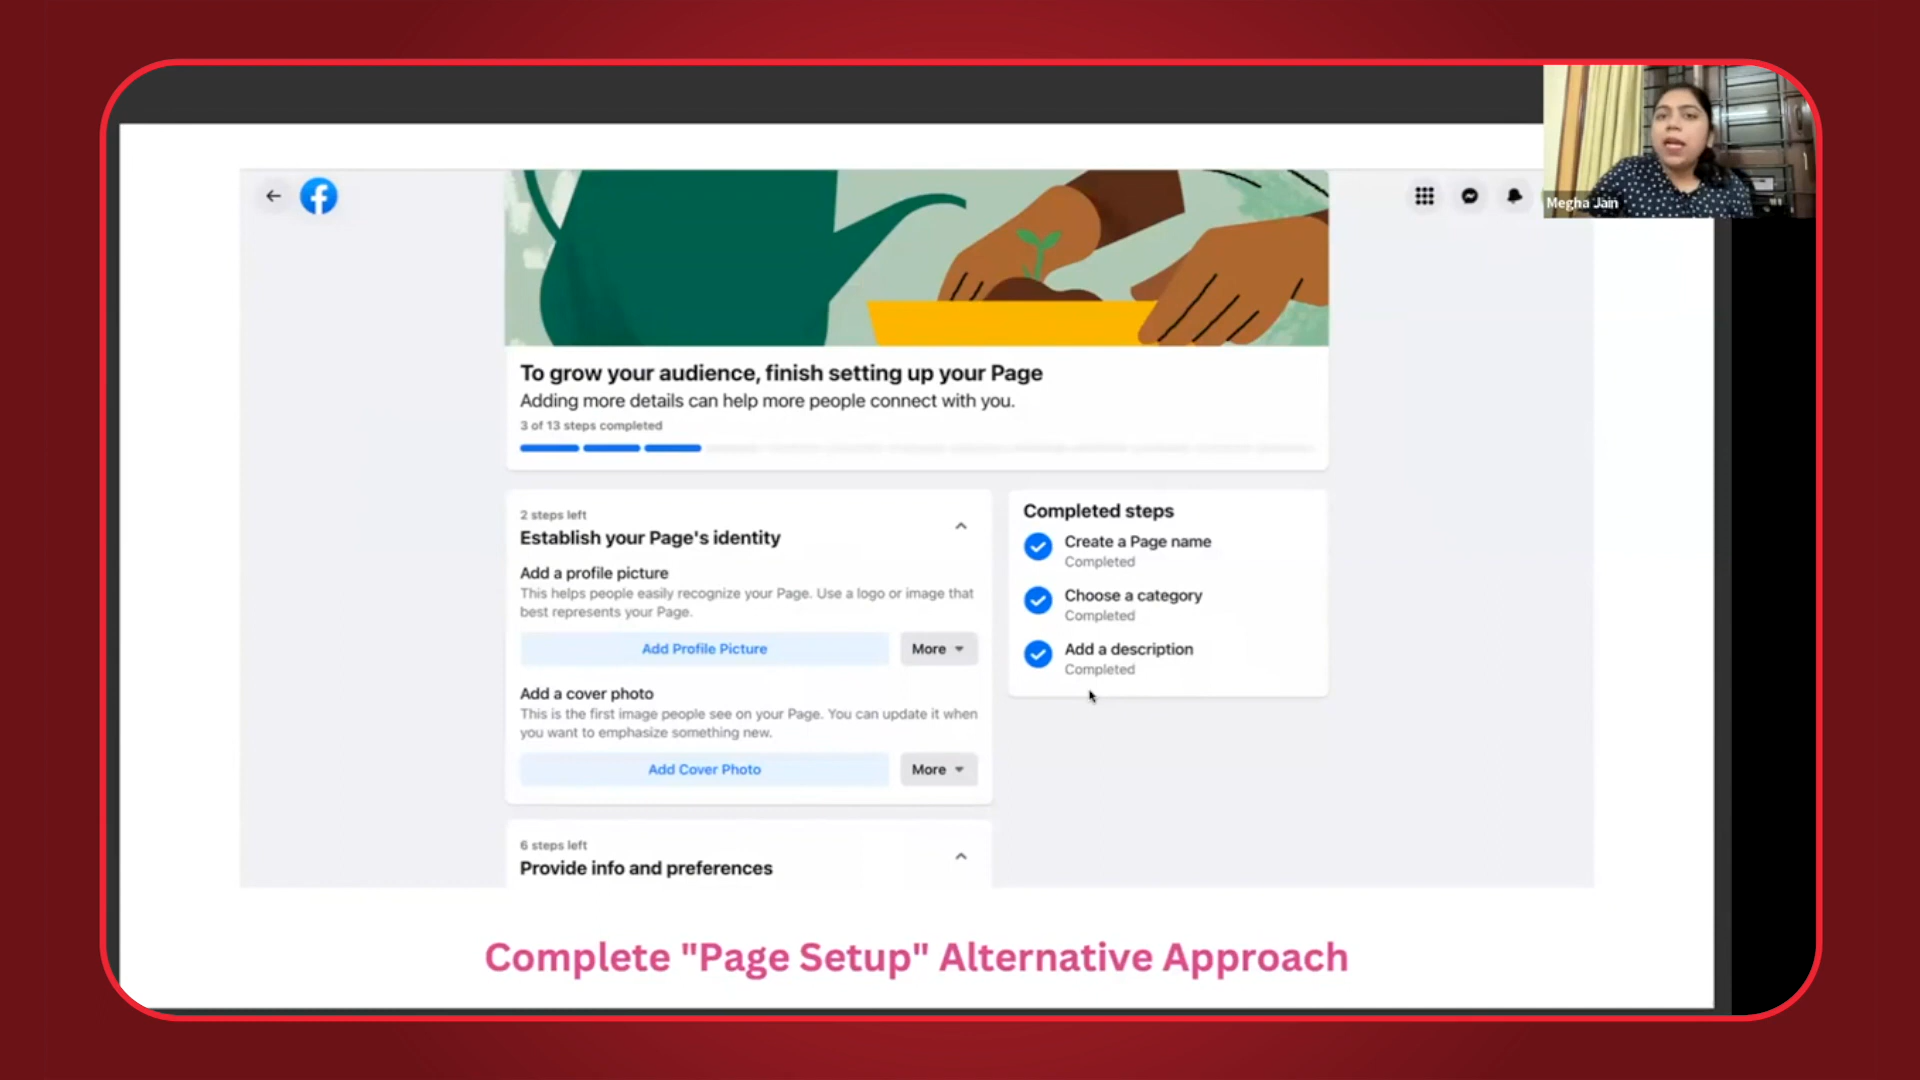 Megha Jain
To grow your audience, finish setting up your Page
Adding more details can help more people connect with you.
3 of 13 steps completed
2 steps left
Establish your Page's identity
Add a profile picture
This helps people easily recognize your Page. Use a logo or image that
best represents your Page.
Add Profile Picture
More
Add a cover photo
This is the first image people see on your Page. You can update it when
you want to emphasize something new.
Add Cover Photo
More
6 steps left
Provide info and preferences
Completed steps
Create a Page name
Completed
Choose a category
Completed
Add a description
Completed
Complete "Page Setup" Alternative Approach